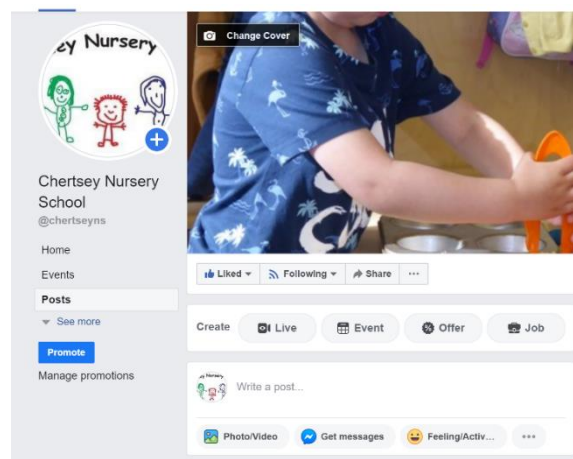 ey Nursery
Change Cover
Chertsey Nursery
School
@chertseyns
Home
Events
Posts
See more
Promote
Manage promotions
Liked
Following
Share
...
Create
Live
Event
Offer
Job
Write a post...
Photo/Video
Get messages
Feeling/Activ...